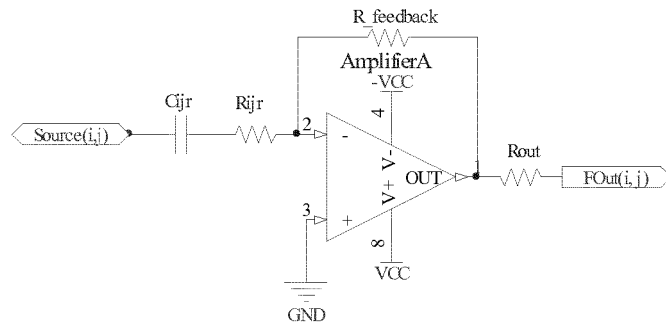 R_feedback
AmplifierA
-VCC
4
Cijr
Rijr
2
-
V-
Source(i,j)
OUT
1
Rout
FOut(i, j)
V+
3
+
8
VCC
GND